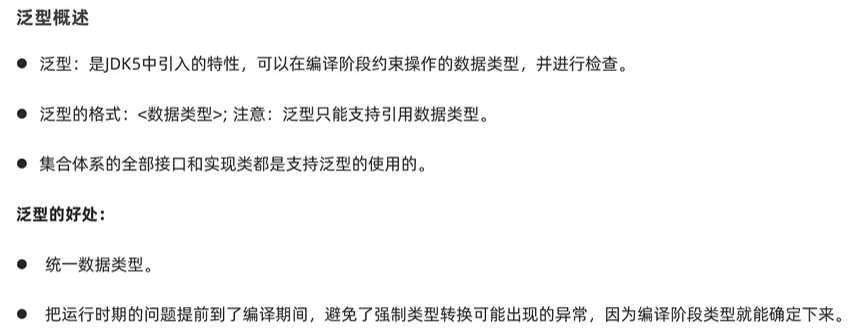 泛型概述
● 泛型：是JDK5中引入的特性，可以在编译阶段约束操作的数据类型，并进行检查。
● 泛型的格式：<数据类型>; 注意：泛型只能支持引用数据类型。
● 集合体系的全部接口和实现类都是支持泛型的使用的。
泛型的好处：
● 统一数据类型。
● 把运行时期的问题提前到了编译期间，避免了强制类型转换可能出现的异常，因为编译阶段类型就能确定下来。